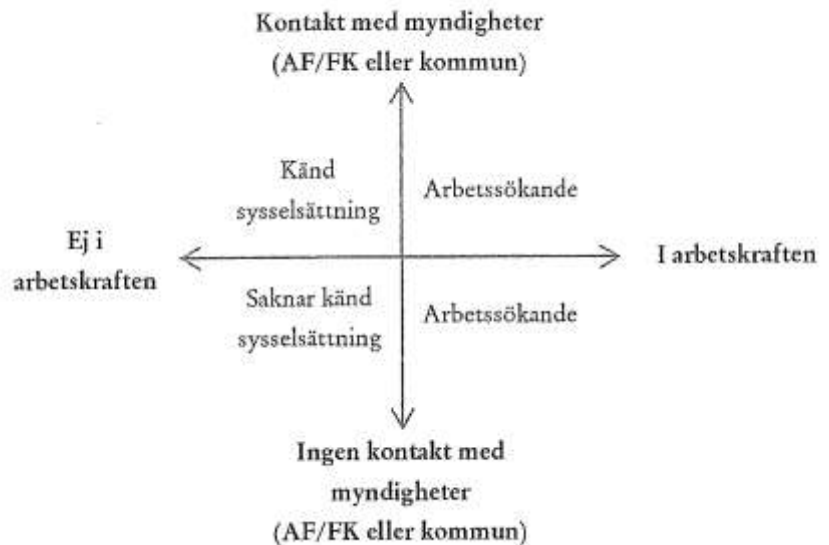 Kontakt med myndigheter
(AF/FK eller kommun)
Känd
sysselsättning
Arbetssökande
Ej i
arbetskraften
I arbetskraften
Saknar känd
sysselsättning
Arbetssökande
Ingen kontakt med
myndigheter
(AF/FK eller kommun)